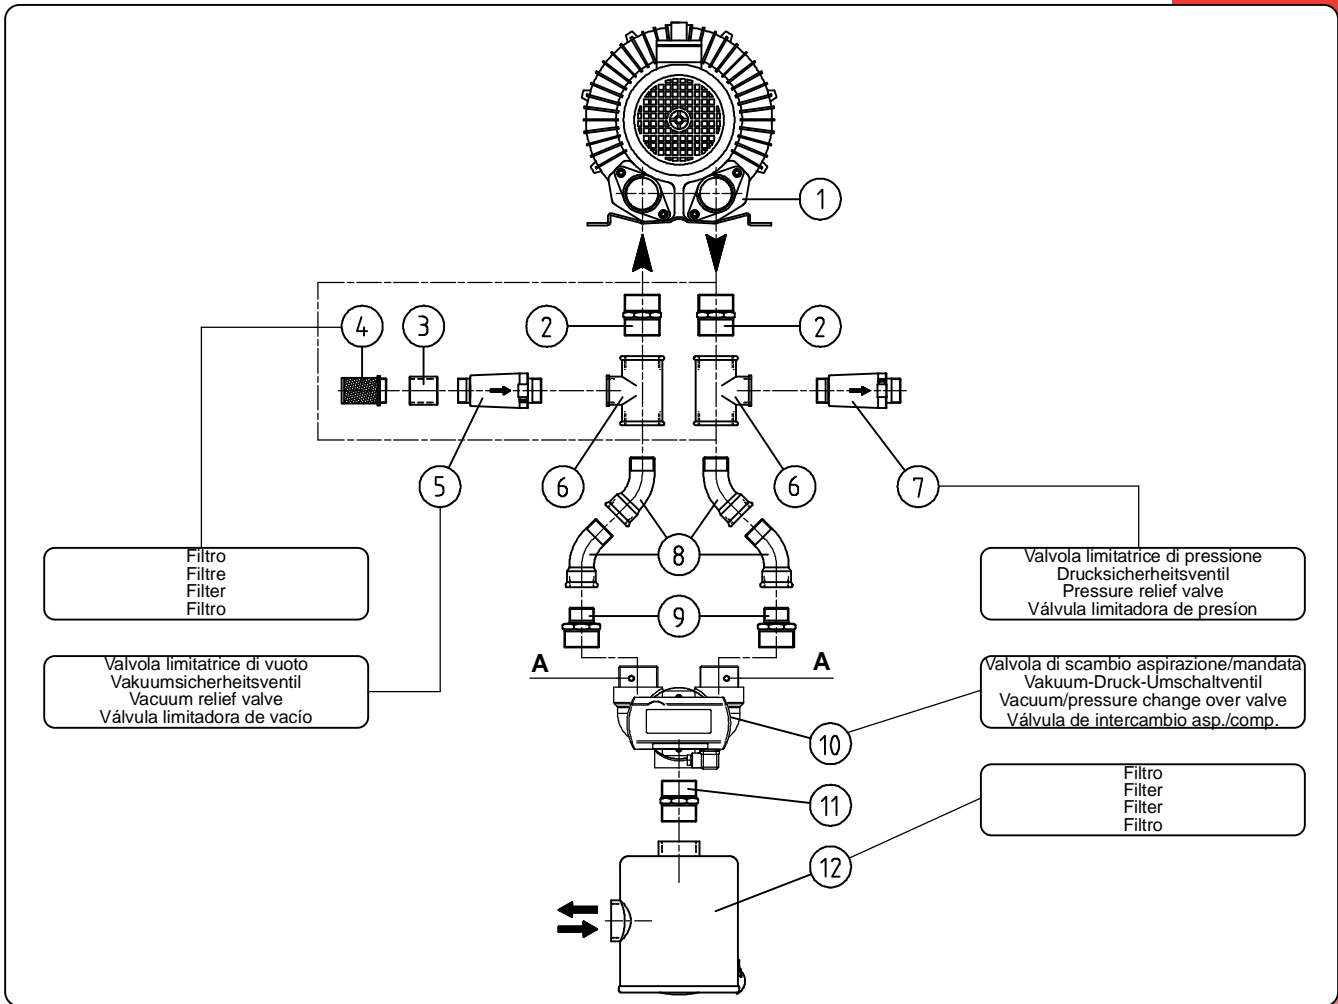 1
4
3
2
2
5
6
6
7
8
Filtro
Filtre
Filter
Filtro
Valvola limitatrice di pressione
Drucksicherheitsventil
Pressure relief valve
Válvula limitadora de presíon
9
A
A
Valvola limitatrice di vuoto
Vakuumsicherheitsventil
Vacuum relief valve
Válvula limitadora de vacío
Valvola di scambio aspirazione/mandata
Vakuum-Druck-Umschaltventil
Vacuum/pressure change over valve
Válvula de intercambio asp./comp.
10
11
Filtro
Filter
Filter
Filtro
12